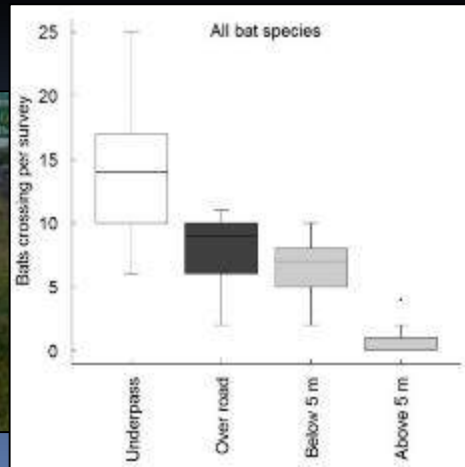 All bat species
Bats crossing per survey
25
20
15
10
5
0
Underpass
Over road
Below 5 m
Above 5 m